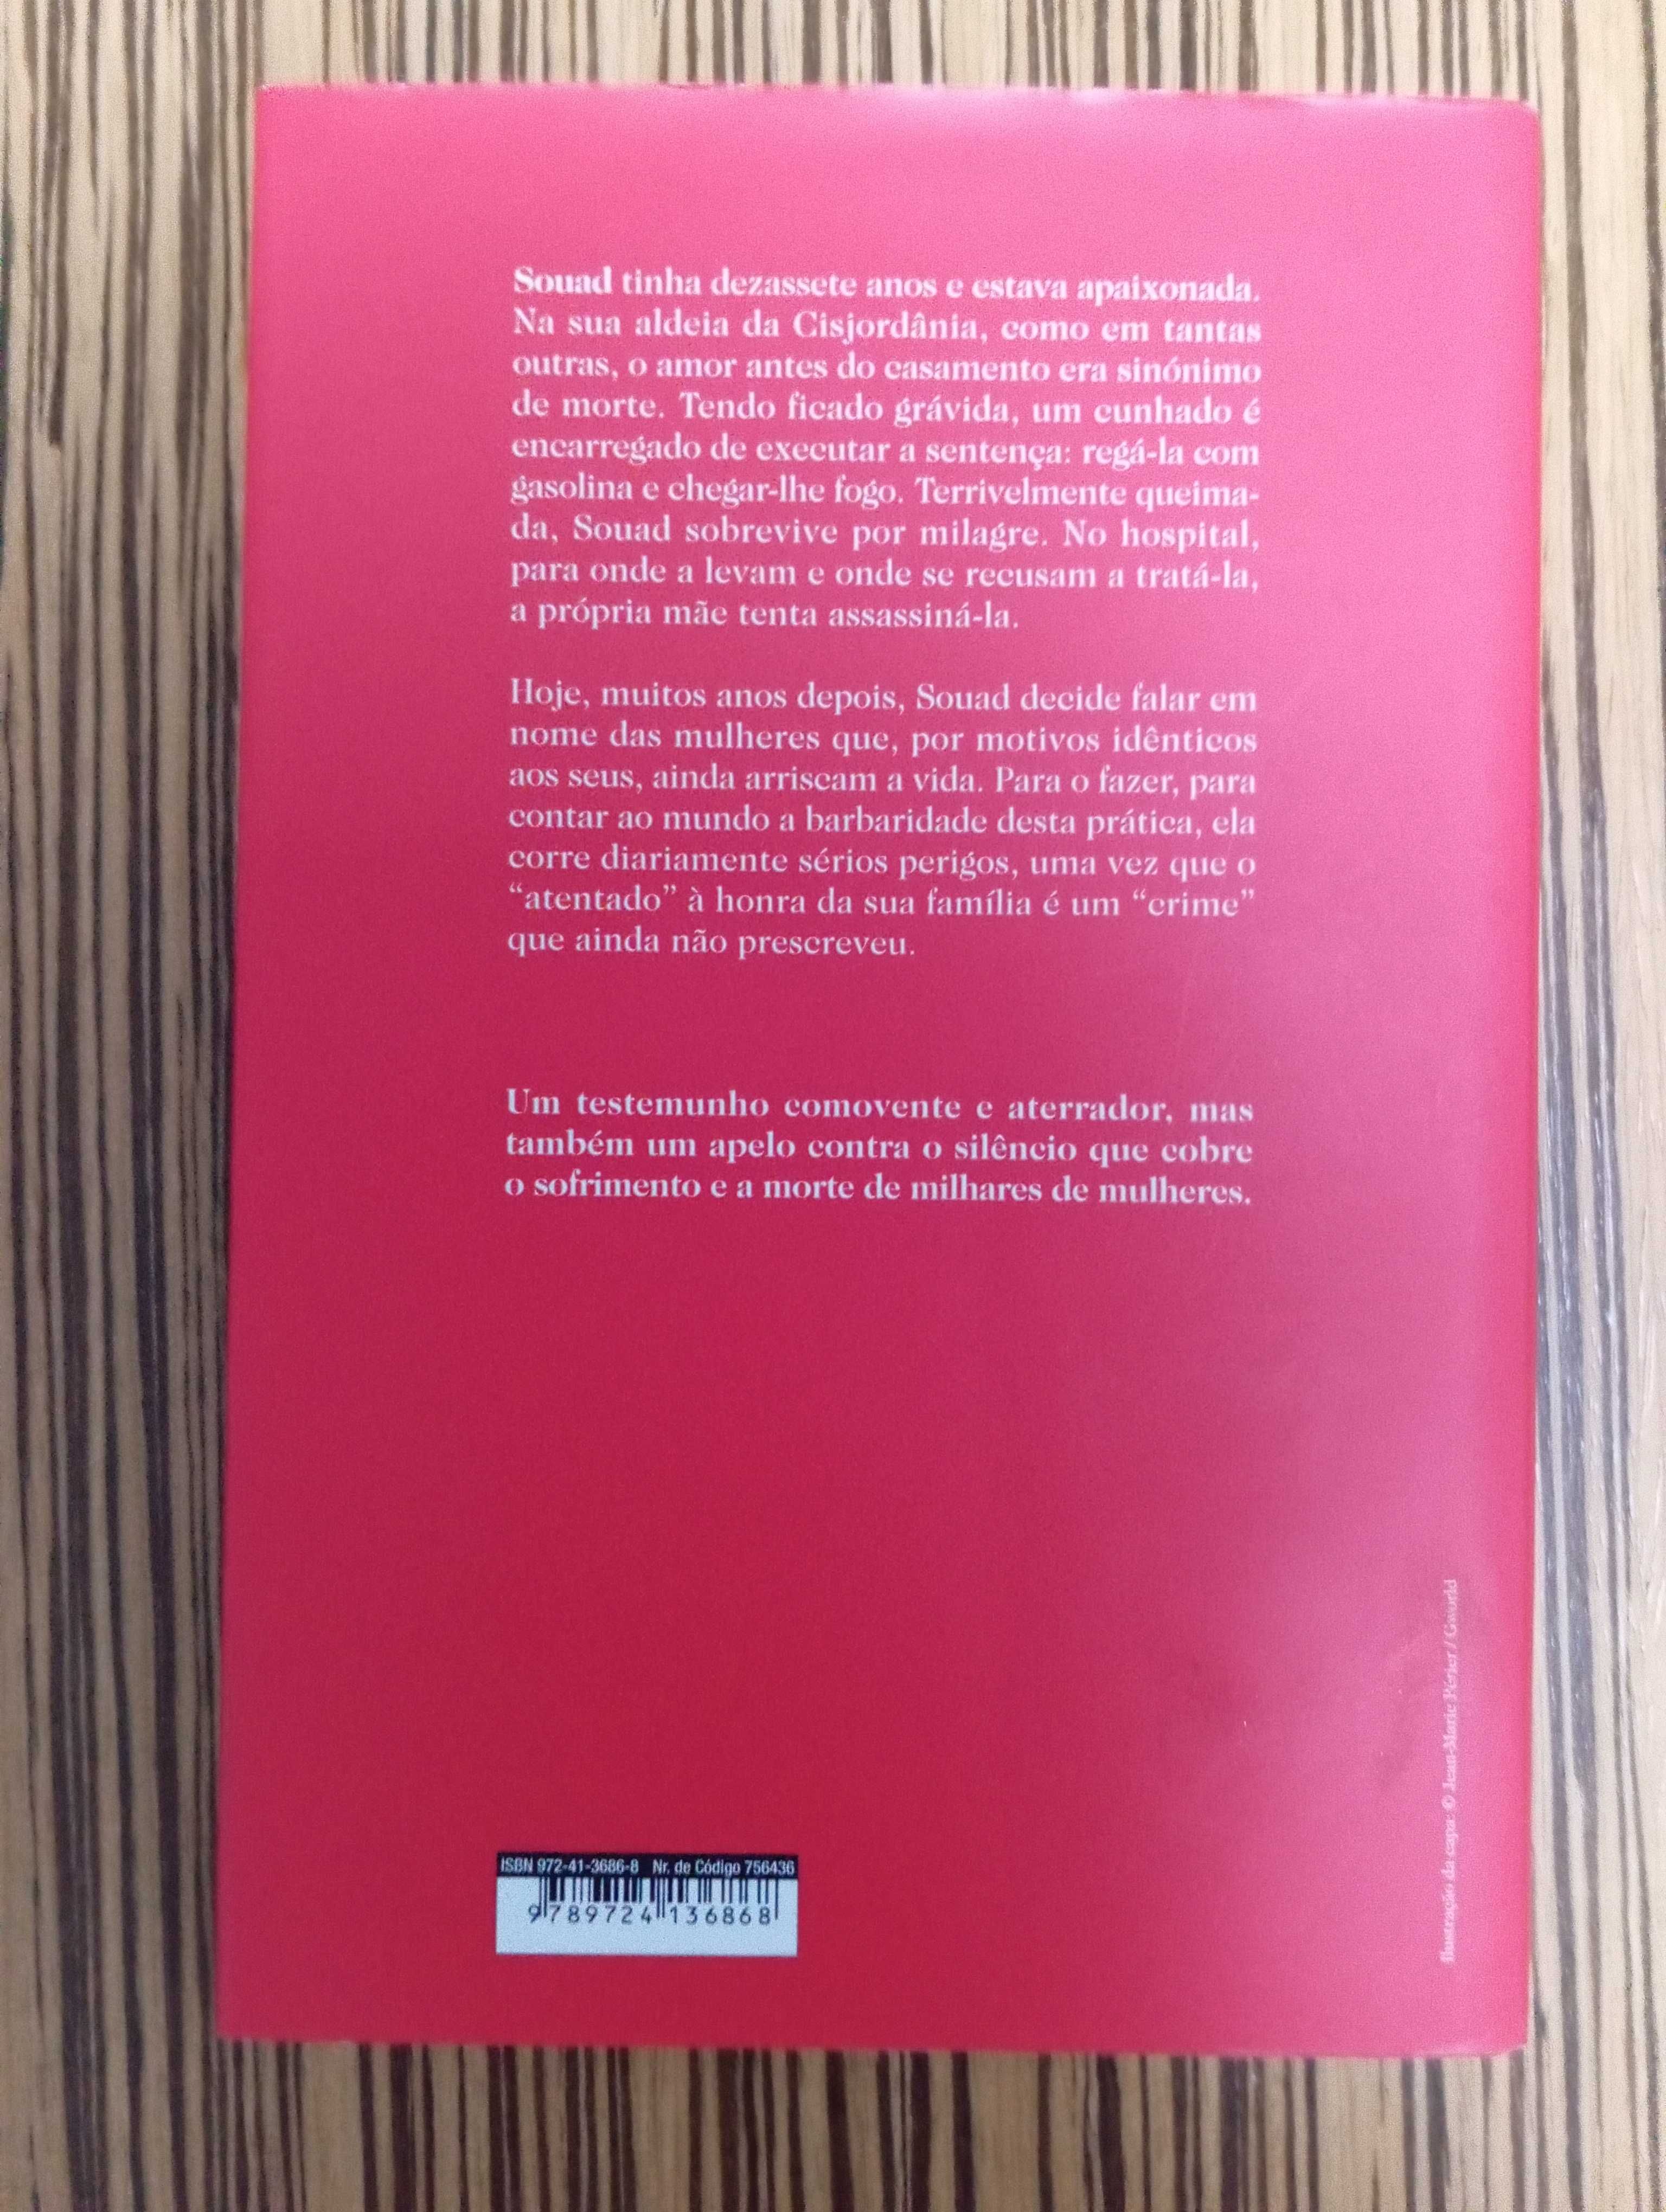 Souad tinha dezassete anos e estava apaixonada.
Na sua aldeia da Cisjordânia, como em tantas
outras, o amor antes do casamento era sinónimo
de morte. Tendo ficado grávida, um cunhado é
encarregado de executar a sentença: regá-la com
gasolina e chegar-lhe fogo. Terrivelmente queima-
da, Souad sobrevive por milagre. No hospital,
para onde a levam e onde se recusam a tratá-la,
a própria mãe tenta assassiná-la.
Hoje, muitos anos depois, Souad decide falar em
nome das mulheres que, por motivos idênticos
aos seus, ainda arriscam a vida. Para o fazer, para
contar ao mundo a barbaridade desta prática, ela
corre diariamente sérios perigos, uma vez que o
“atentado” à honra da sua família é um “crime”
que ainda não prescreveu.
Um testemunho comovente e aterrador, mas
também um apelo contra o silêncio que cobre
o sofrimento e a morte de milhares de mulheres.
Ilustração da capa: © Jean-Marie Périer / Gworld
ISBN 972-41-3686-8 Nr. de Código 756436
9 789724 136868